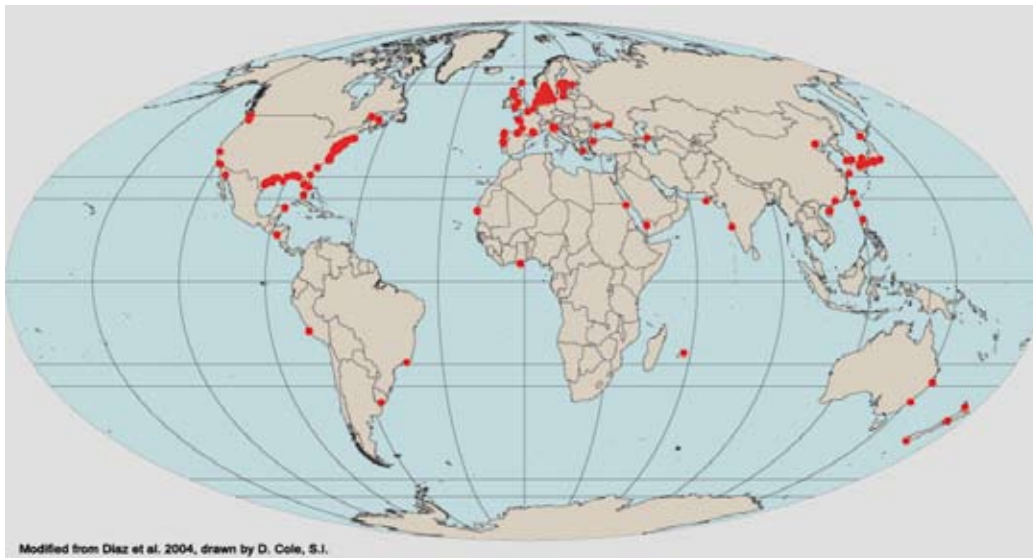 Modified from Diaz et al. 2004, drawn by D. Cole, S.I.